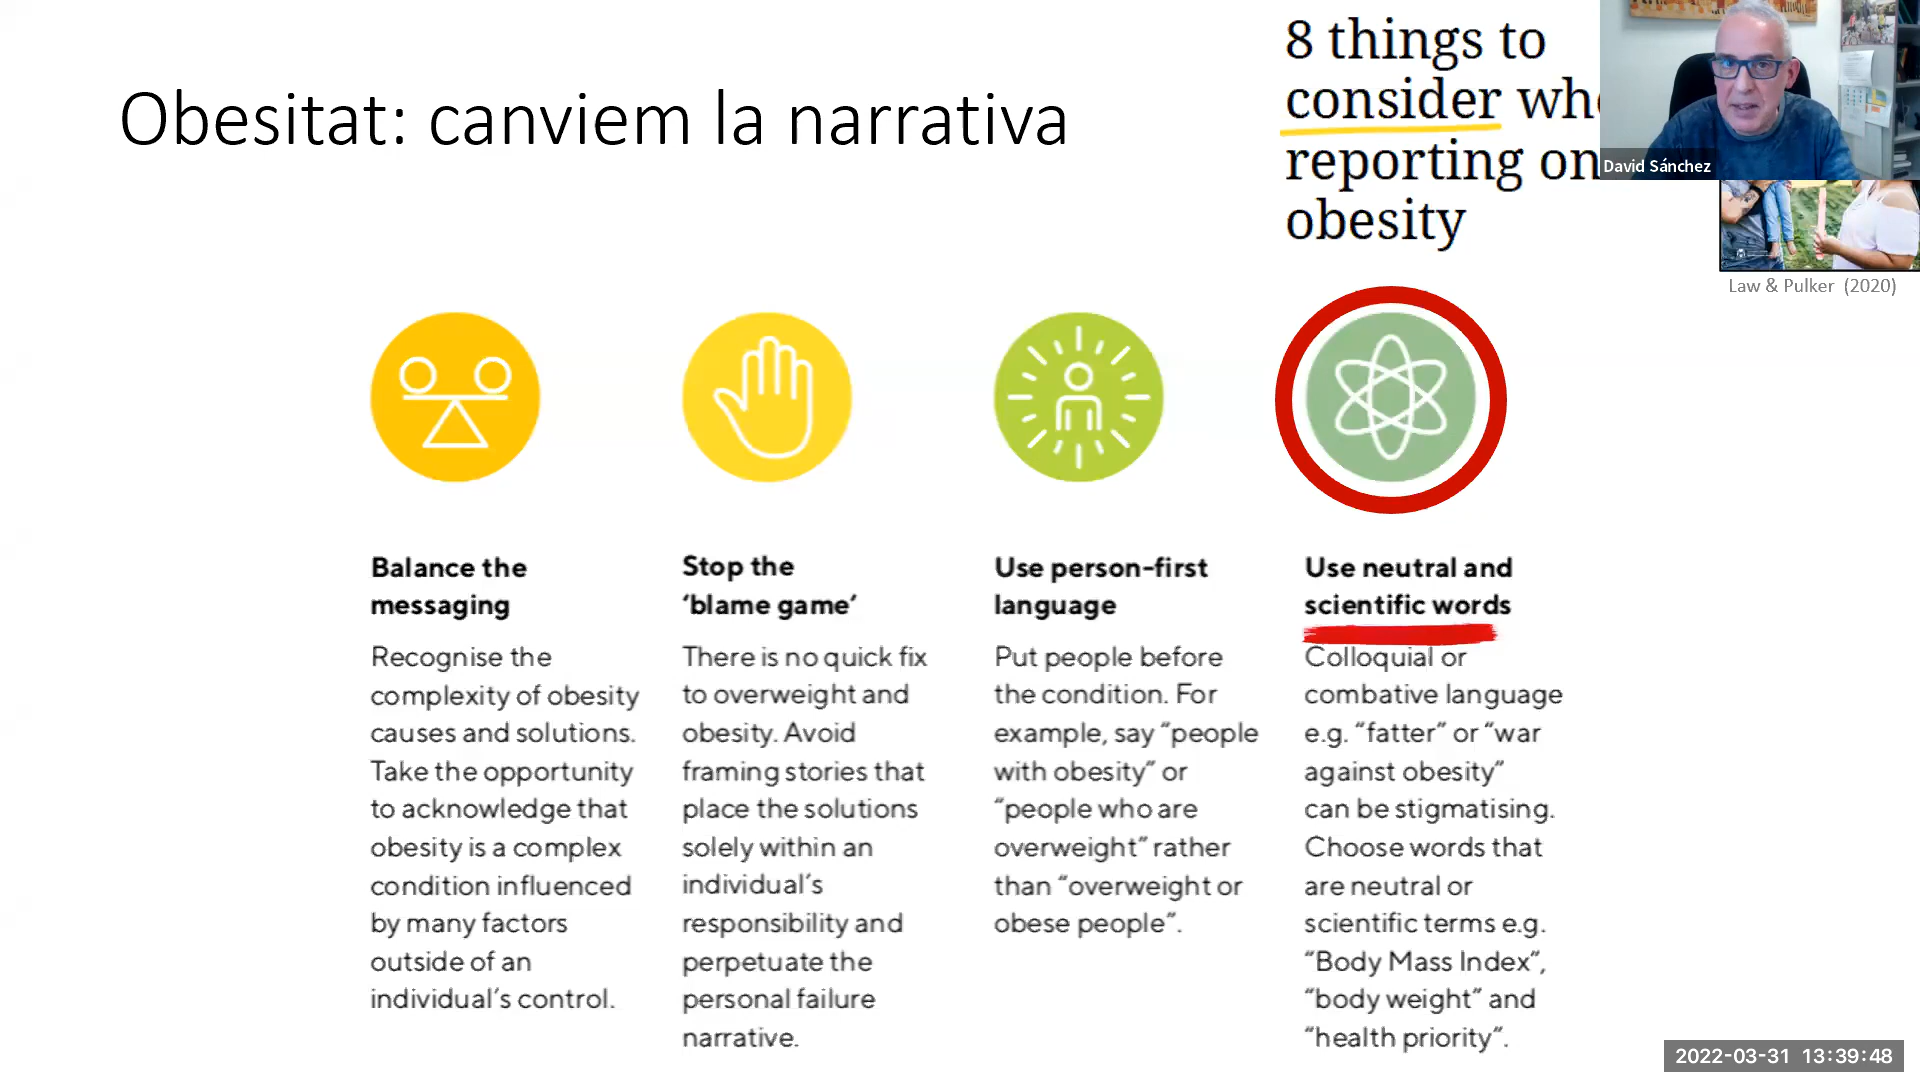 Obesitat: canviem la narrativa
8 things to
consider
reporting on
obesity
David Sánchez
Law & Pulker (2020)
Balance the
messaging
Recognise the
complexity of obesity
causes and solutions.
Take the opportunity
to acknowledge that
obesity is a complex
condition influenced
by many factors
outside of an
individual's control.
Stop the
‘blame game’
There is no quick fix
to overweight and
obesity. Avoid
framing stories that
place the solutions
solely within an
individual's
responsibility and
perpetuate the
personal failure
narrative.
Use person-first
language
Put people before
the condition. For
example, say “people
with obesity” or
“people who are
overweight” rather
than “overweight or
obese people”.
Use neutral and
scientific words
Colloquial or
combative language
e.g. “fatter” or “war
against obesity”
can be stigmatising.
Choose words that
are neutral or
scientific terms e.g.
“Body Mass Index”,
“body weight” and
“health priority”.
2022-03-31 13:39:48